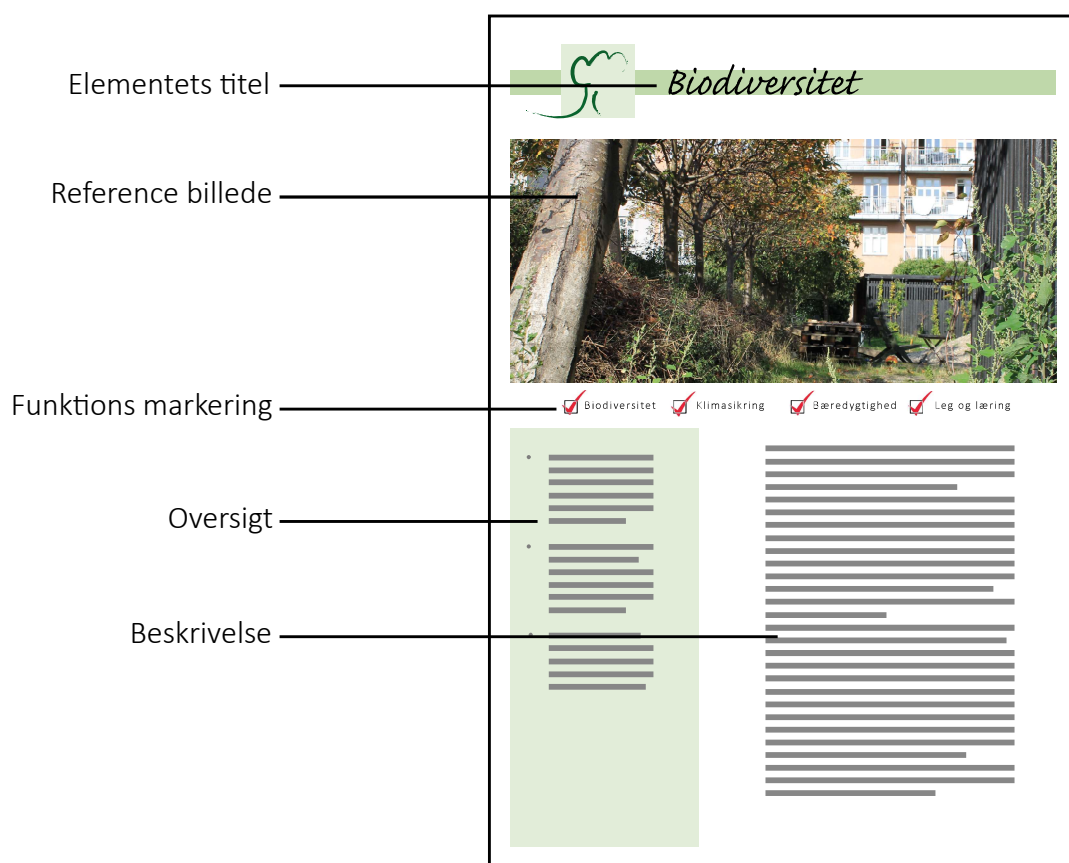 Elementets titel
Biodiversitet
Reference billede
Funktions markering
Biodiversitet Klimasikring Bæredygtighed Leg og læring
Oversigt
Beskrivelse